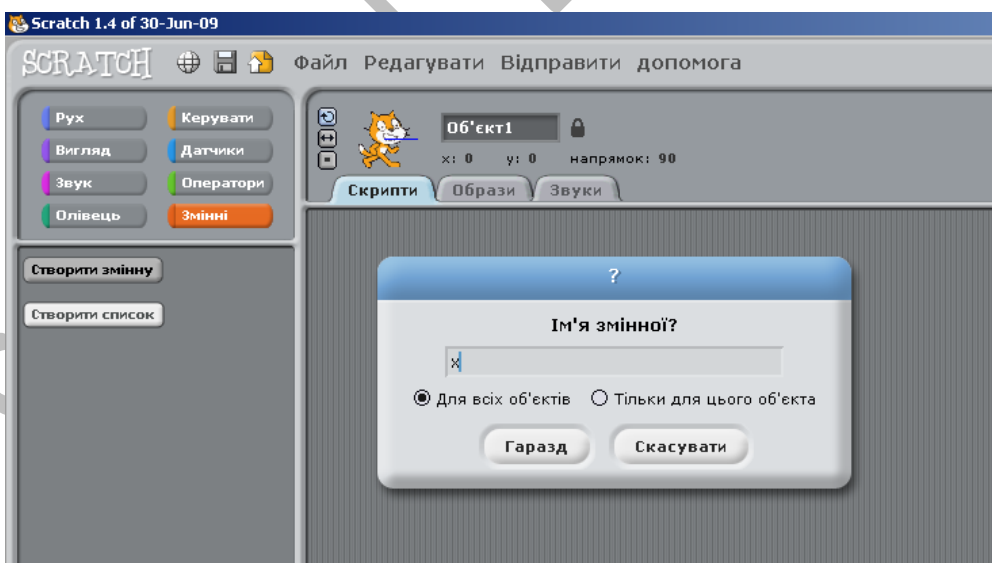 Scratch 1.4 of 30-Jun-09
SCRATCH Файл Редагувати Відправити допомога
Рух Керувати
Вигляд Датчики
Звук Оператори
Олівець Змінні
Об'єкт1
x: 0 y: 0 напрямок: 90
Скрипти Образи Звуки
Створити змінну
Створити список
?
Ім'я змінної?
x
Для всіх об'єктів Тільки для цього об'єкта
Гаразд Скасувати